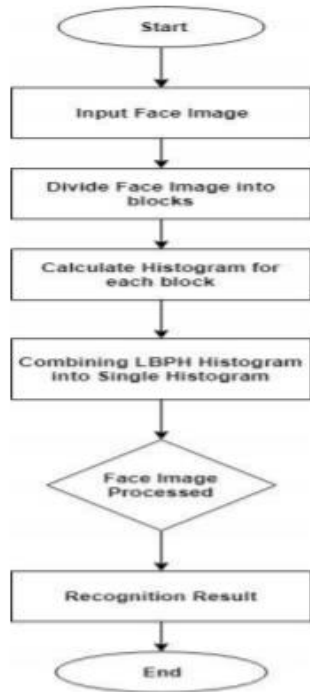 Start
Input Face Image
Divide Face Image into
blocks
Calculate Histogram for
each block
Combining LBPH Histogram
into Single Histogram
Face Image
Processed
Recognition Result
End